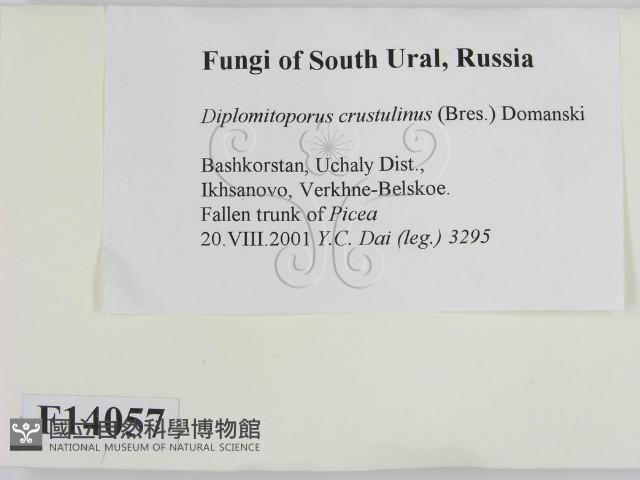 Fungi of South Ural, Russia
Diplomitoporus crustulinus (Bres.) Domanski
Bashkorstan, Uchaly Dist.,
Ikhsanovo, Verkhne-Belskoe.
Fallen trunk of Picea
20.VIII.2001 Y.C. Dai (leg.) 3295
F14057
國立自然科學博物館
NATIONAL MUSEUM OF NATURAL SCIENCE